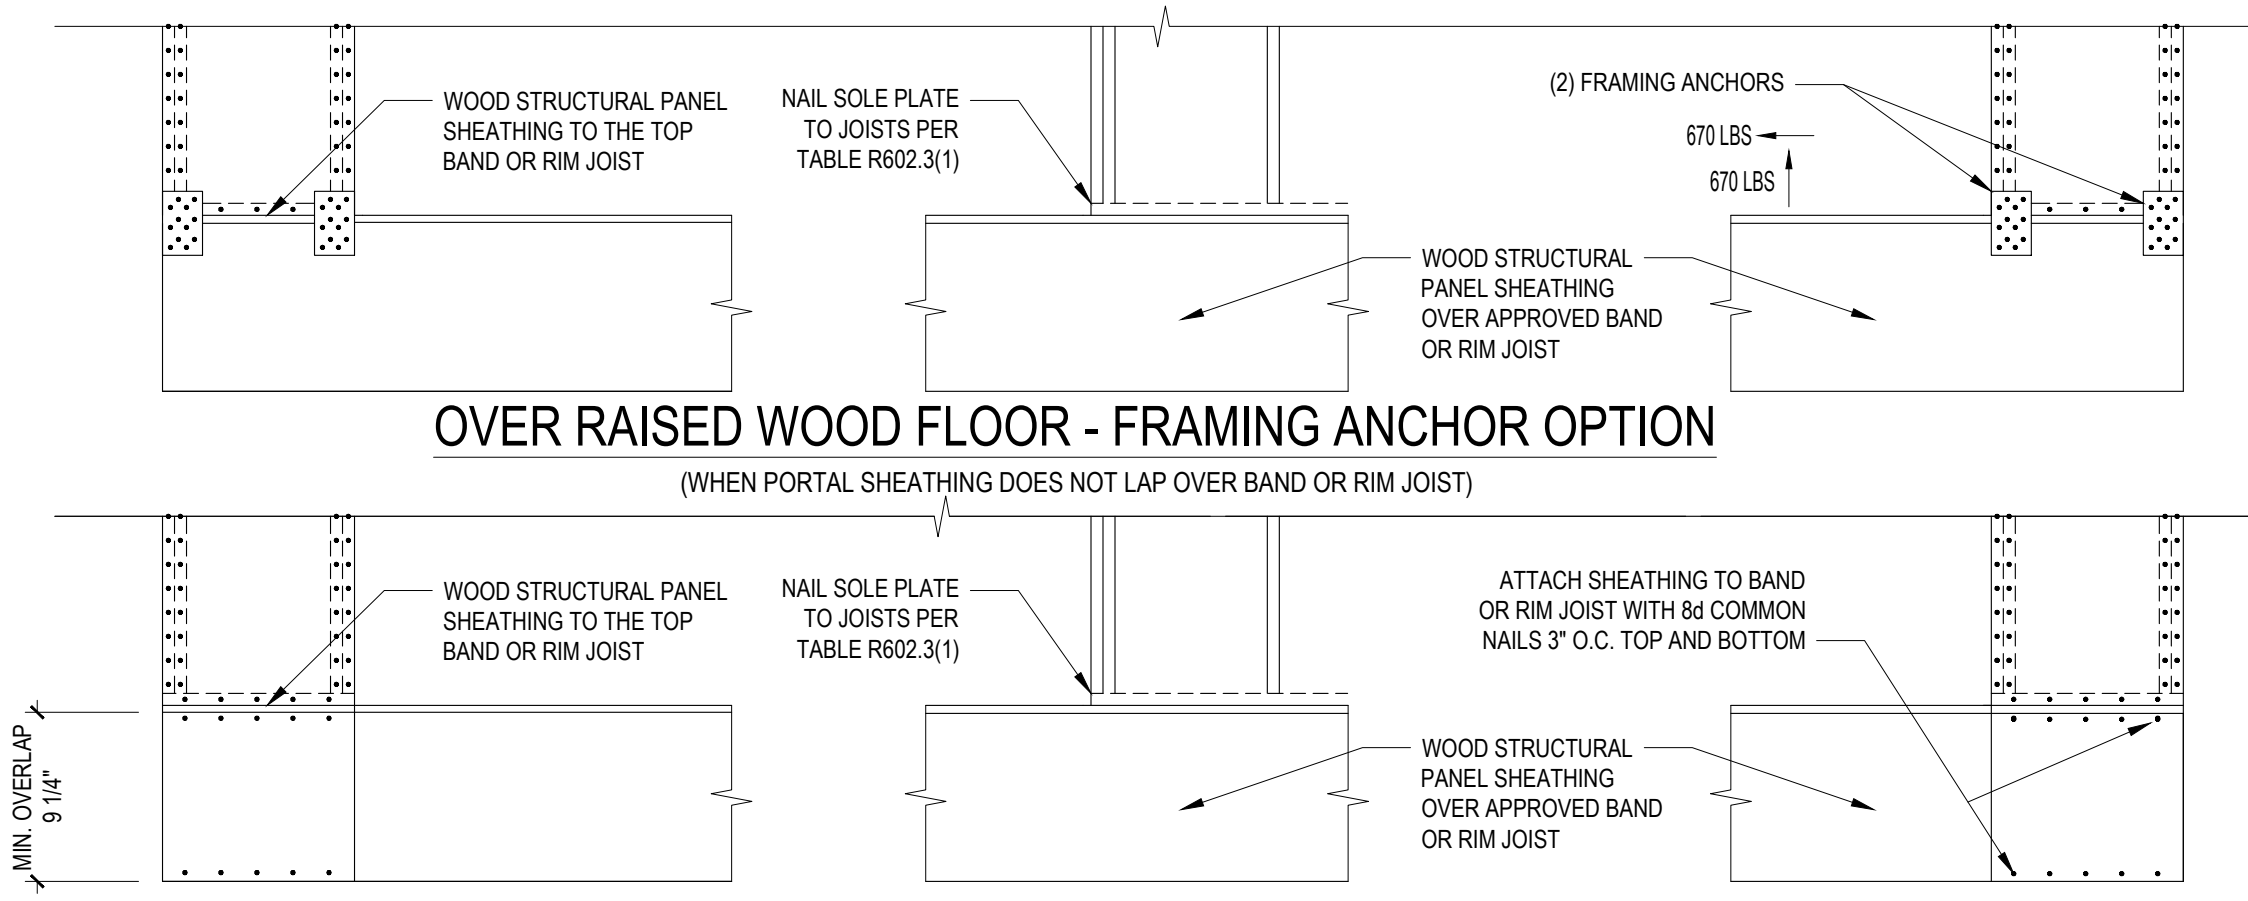 WOOD STRUCTURAL PANEL
SHEATHING TO THE TOP
BAND OR RIM JOIST
NAIL SOLE PLATE
TO JOISTS PER
TABLE R602.3(1)
(2) FRAMING ANCHORS
670 LBS
670 LBS
WOOD STRUCTURAL
PANEL SHEATHING
OVER APPROVED BAND
OR RIM JOIST
OVER RAISED WOOD FLOOR - FRAMING ANCHOR OPTION
(WHEN PORTAL SHEATHING DOES NOT LAP OVER BAND OR RIM JOIST)
WOOD STRUCTURAL PANEL
SHEATHING TO THE TOP
BAND OR RIM JOIST
NAIL SOLE PLATE
TO JOISTS PER
TABLE R602.3(1)
ATTACH SHEATHING TO BAND
OR RIM JOIST WITH 8d COMMON
NAILS 3" O.C. TOP AND BOTTOM
MIN. OVERLAP
9 1/4"
WOOD STRUCTURAL
PANEL SHEATHING
OVER APPROVED BAND
OR RIM JOIST